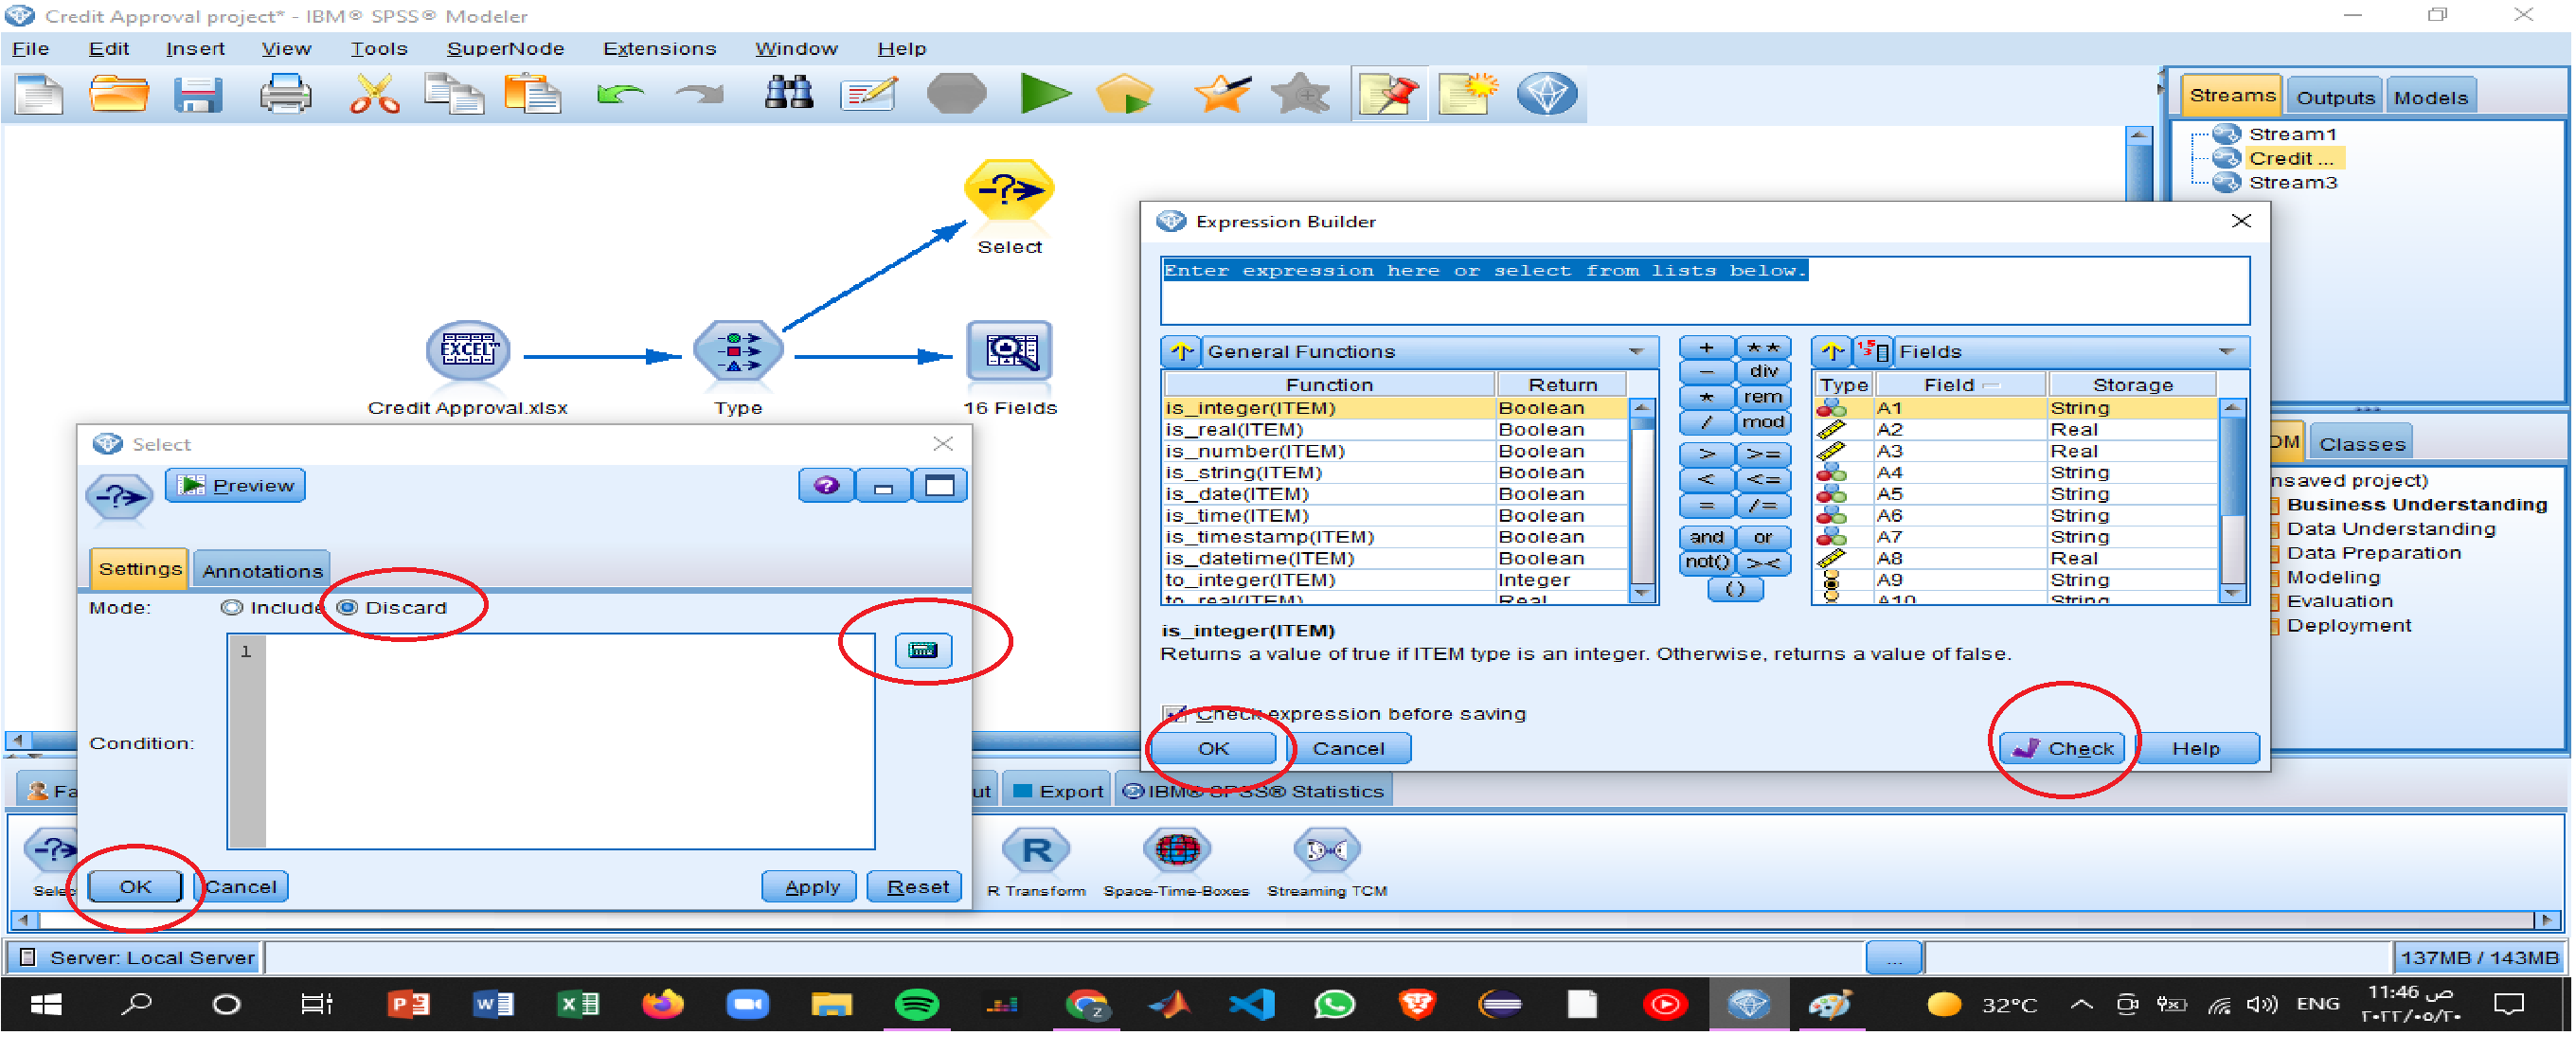 Credit Approval project* - IBM® SPSS® Modeler
File Edit Insert View Tools SuperNode Extensions Window Help
Streams Outputs Models
Stream1
Credit ...
Stream3
Select
EXCEL
Credit Approval.xlsx
Type
16 Fields
Expression Builder
Enter expression here or select from lists below.
General Functions
Function Return
is_integer(ITEM) Boolean
is_real(ITEM) Boolean
is_number(ITEM) Boolean
is_string(ITEM) Boolean
is_date(ITEM) Boolean
is_time(ITEM) Boolean
is_timestamp(ITEM) Boolean
is_datetime(ITEM) Boolean
to_integer(ITEM) Integer
to_real(ITEM) Real
+ **
- div
* rem
/ mod
> >=
< <=
= /=
and or
not() ><
()
Fields
Type Field Storage
A1 String
A2 Real
A3 Real
A4 String
A5 String
A6 String
A7 String
A8 Real
A9 String
A10 String
is_integer(ITEM)
Returns a value of true if ITEM type is an integer. Otherwise, returns a value of false.
Check expression before saving
OK Cancel Check Help
Select
Preview
Settings Annotations
Mode: Include Discard
1
Condition:
OK Cancel Apply Reset
DM Classes
nsaved project)
Business Understanding
Data Understanding
Data Preparation
Modeling
Evaluation
Deployment
Fa
ut Export IBM® SPSS® Statistics
Selec
R
R Transform Space-Time-Boxes Streaming TCM
Server: Local Server ... 137MB / 143MB
32°C ENG
11:46 ص
٢٠٢٢/٠٥/٢٠